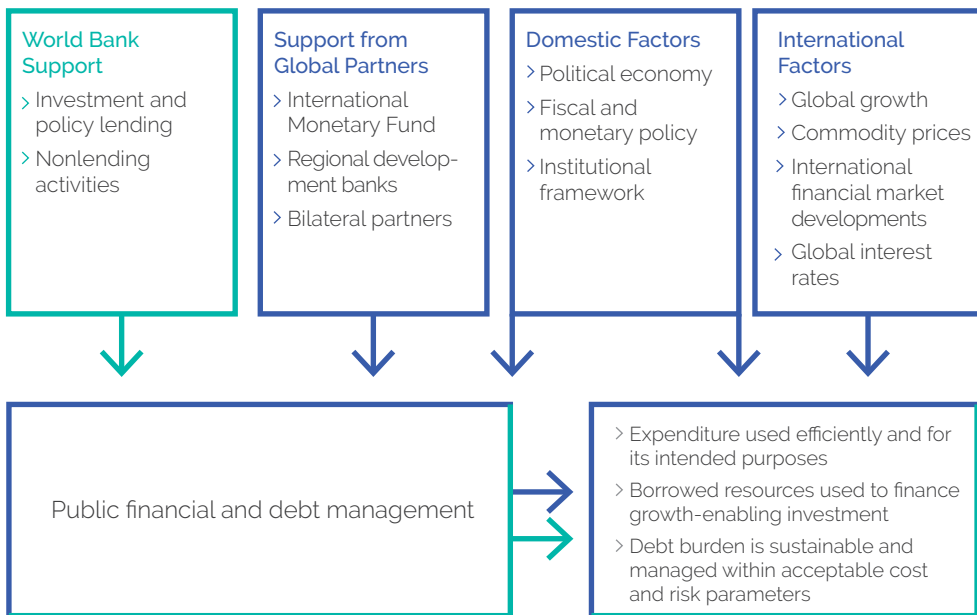 World Bank
Support
> Investment and
policy lending
> Nonlending
activities
Support from
Global Partners
> International
Monetary Fund
> Regional develop-
ment banks
> Bilateral partners
Domestic Factors
> Political economy
> Fiscal and
monetary policy
> Institutional
framework
International
Factors
> Global growth
> Commodity prices
> International
financial market
developments
> Global interest
rates
Public financial and debt management
> Expenditure used efficiently and for
its intended purposes
> Borrowed resources used to finance
growth-enabling investment
> Debt burden is sustainable and
managed within acceptable cost
and risk parameters